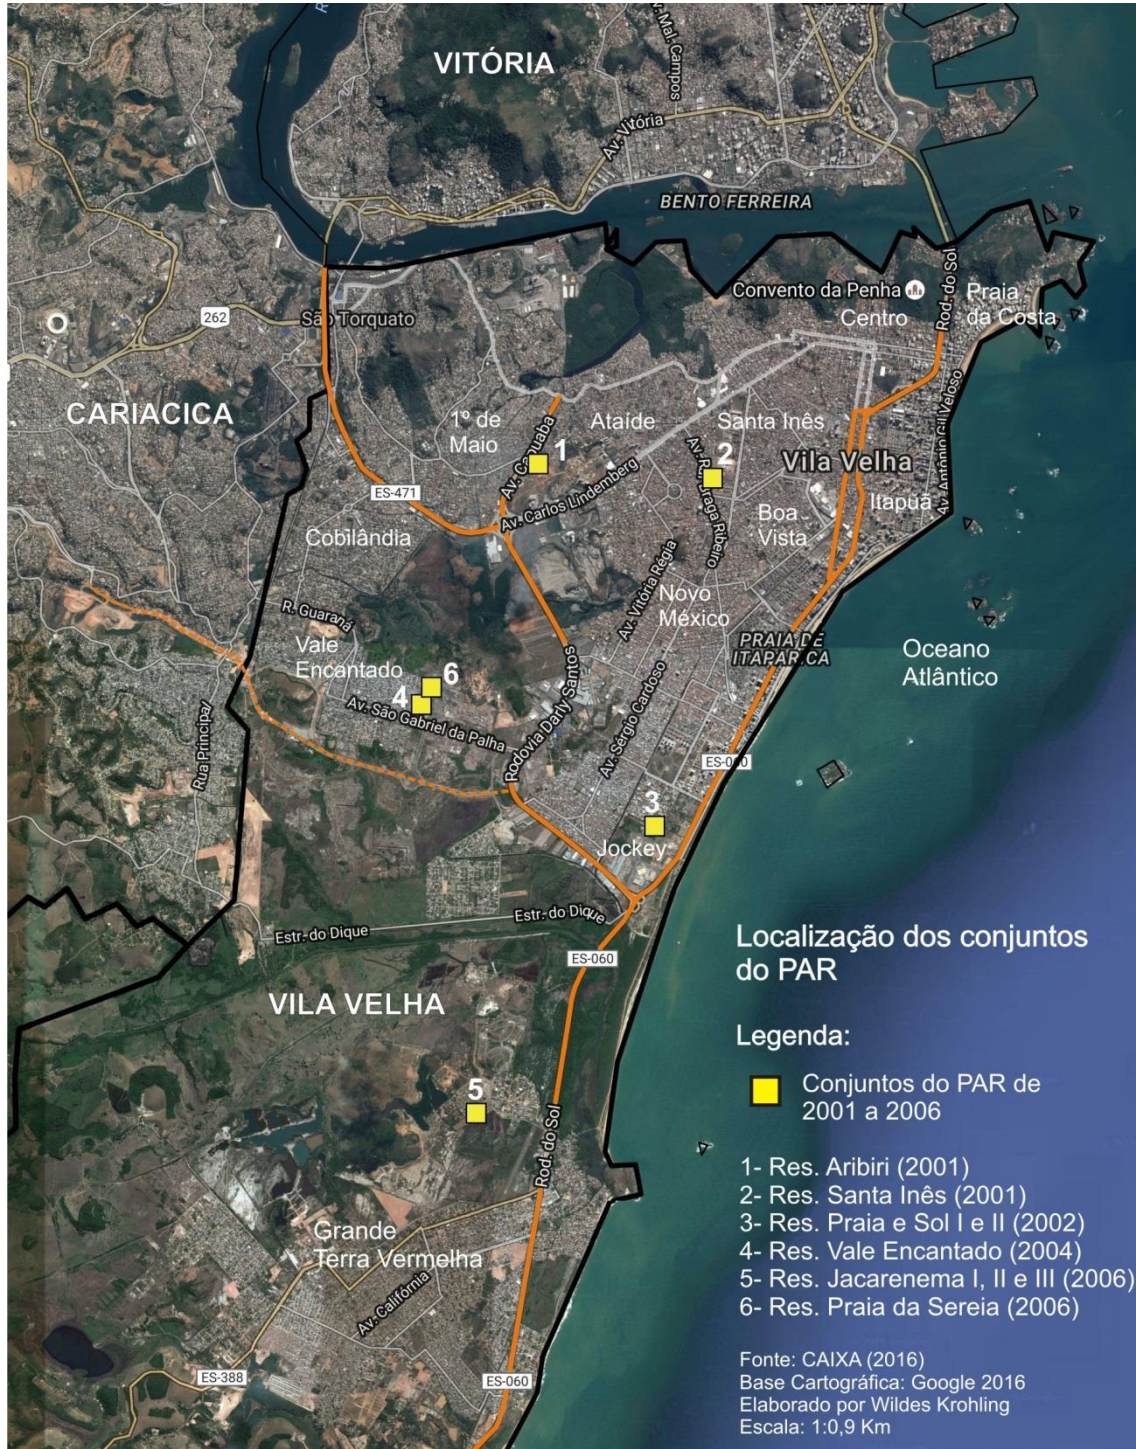 VITÓRIA
Av. Mal. Campos
Av. Vitória
BENTO FERREIRA
Rod. do Sol
Convento da Penha
Centro
Praia
da Costa
262
São Torquato
CARIACICA
1º de
Maio
Ataíde
Santa Inês
Av. Capuaba
1
2
Vila Velha
Av. Antônio Gil Veloso
Itapuã
ES-471
Av. Carlos Lindemberg
Boa
Vista
Cobilândia
Av. Vitória Régia
Novo
México
R. Guaraná
Vale
Encantado
PRAIA DE
ITAPARICA
Oceano
Atlântico
6
4
Av. São Gabriel da Palha
Rodovia Darly Santos
Av. Sérgio Cardoso
Rua Principal
ES-060
3
Jockey
Estr. do Dique
Estr. do Dique
ES-060
VILA VELHA
5
Rod. do Sol
Grande
Terra Vermelha
Av. Califórnia
ES-388
ES-060
Localização dos conjuntos
do PAR
Legenda:
Conjuntos do PAR de
2001 a 2006
1- Res. Aribiri (2001)
2- Res. Santa Inês (2001)
3- Res. Praia e Sol I e II (2002)
4- Res. Vale Encantado (2004)
5- Res. Jacarenema I, II e III (2006)
6- Res. Praia da Sereia (2006)
Fonte: CAIXA (2016)
Base Cartográfica: Google 2016
Elaborado por Wildes Krohling
Escala: 1:0,9 Km